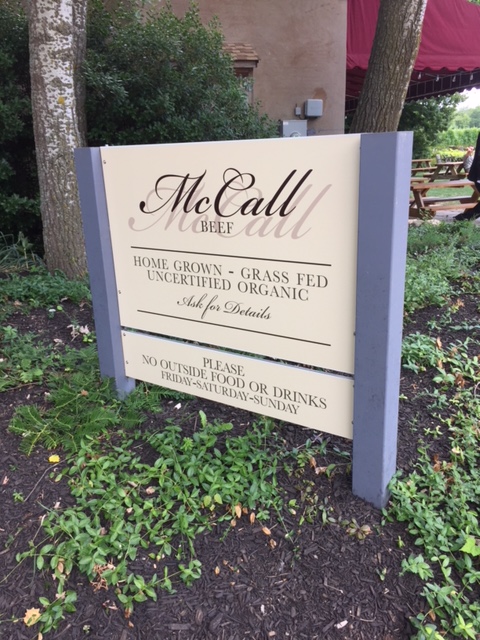 McCall
BEEF
HOME GROWN - GRASS FED
UNCERTIFIED ORGANIC
Ask for Details
PLEASE
NO OUTSIDE FOOD OR DRINKS
FRIDAY-SATURDAY-SUNDAY